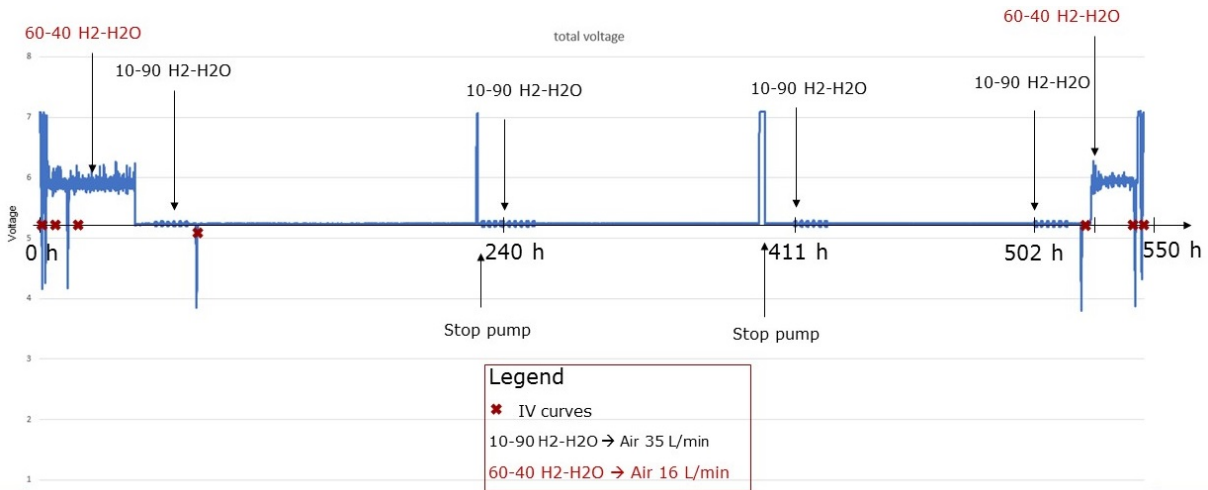 60-40 H2-H2O
60-40 H2-H2O
total voltage
10-90 H2-H2O
10-90 H2-H2O
10-90 H2-H2O
10-90 H2-H2O
8
7
6
5
4
3
2
1
Voltage
0 h
240 h
411 h
502 h
550 h
Stop pump
Stop pump
Legend
IV curves
10-90 H2-H2O → Air 35 L/min
60-40 H2-H2O → Air 16 L/min